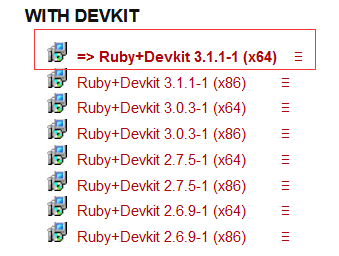 WITH DEVKIT
=> Ruby+Devkit 3.1.1-1 (x64)
Ruby+Devkit 3.1.1-1 (x86)
Ruby+Devkit 3.0.3-1 (x64)
Ruby+Devkit 3.0.3-1 (x86)
Ruby+Devkit 2.7.5-1 (x64)
Ruby+Devkit 2.7.5-1 (x86)
Ruby+Devkit 2.6.9-1 (x64)
Ruby+Devkit 2.6.9-1 (x86)